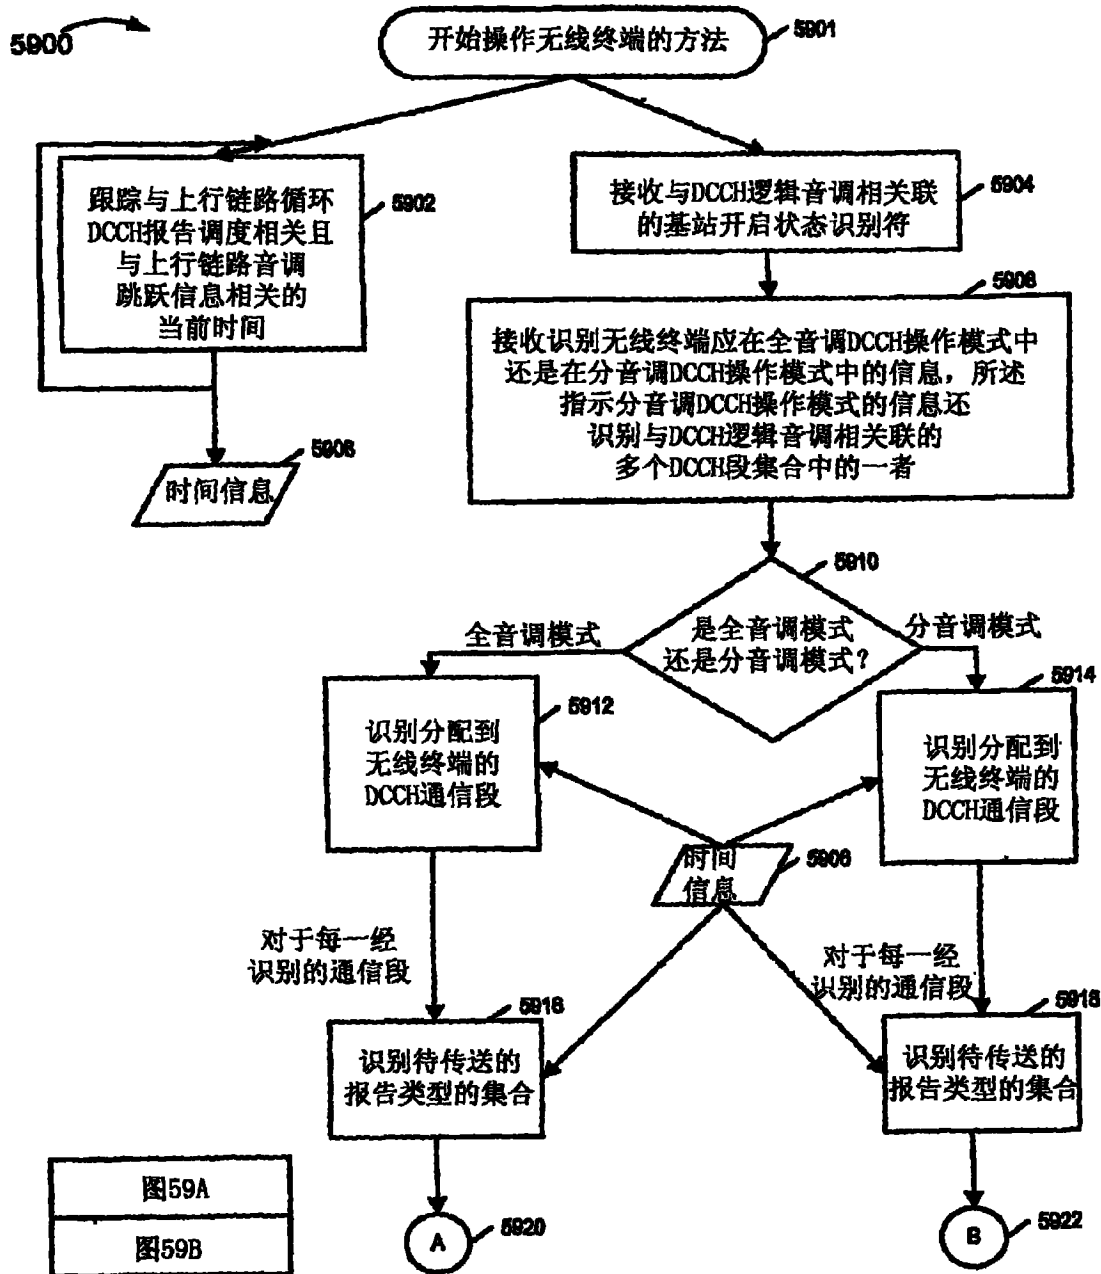 5900
开始操作无线终端的方法
5901
跟踪与上行链路循环
DCCH报告调度相关且
与上行链路音调
跳跃信息相关的
当前时间
5902
接收与DCCH逻辑音调相关联
的基站开启状态识别符
5904
时间信息
5906
5908
接收识别无线终端应在全音调DCCH操作模式中
还是在分音调DCCH操作模式中的信息，所述
指示分音调DCCH操作模式的信息还
识别与DCCH逻辑音调相关联的
多个DCCH段集合中的一者
5910
是全音调模式
还是分音调模式？
全音调模式
分音调模式
5912
识别分配到
无线终端的
DCCH通信段
5914
识别分配到
无线终端的
DCCH通信段
时间
信息
5906
对于每一经
识别的通信段
对于每一经
识别的通信段
5916
识别待传送的
报告类型的集合
5918
识别待传送的
报告类型的集合
A
5920
B
5922
图59A
图59B